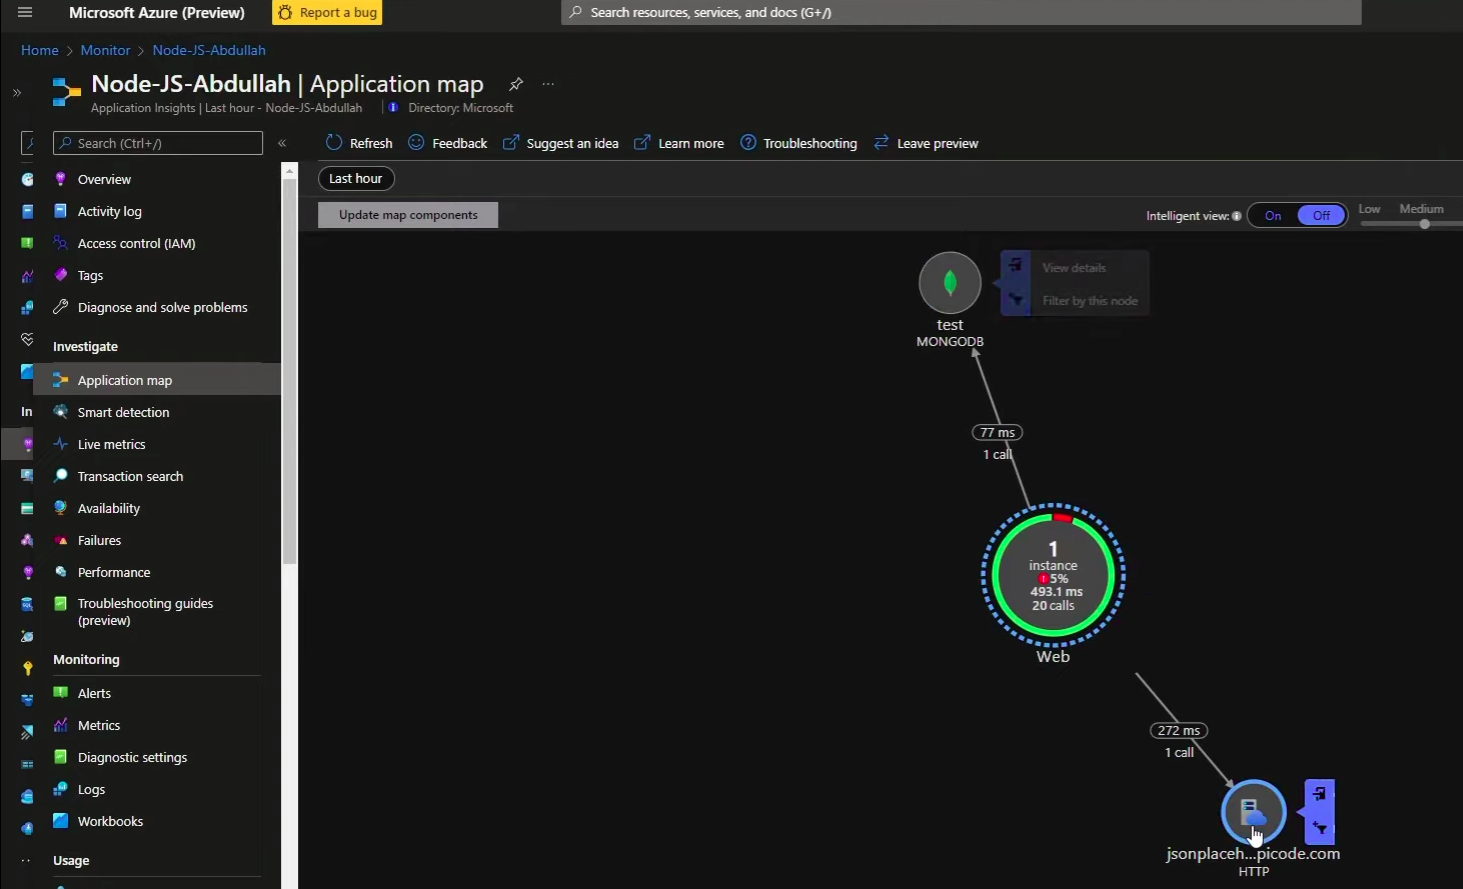 Microsoft Azure (Preview)
Report a bug
Search resources, services, and docs (G+/)
Home > Monitor > Node-JS-Abdullah
Node-JS-Abdullah | Application map
...
Application Insights | Last hour - Node-JS-Abdullah
Directory: Microsoft
Search (Ctrl+/)
Refresh
Feedback
Suggest an idea
Learn more
Troubleshooting
Leave preview
Last hour
Update map components
Intelligent view:
On
Off
Low
Medium
Overview
Activity log
Access control (IAM)
Tags
Diagnose and solve problems
Investigate
Application map
In
Smart detection
Live metrics
Transaction search
Availability
Failures
Performance
Troubleshooting guides
(preview)
Monitoring
Alerts
Metrics
Diagnostic settings
Logs
Workbooks
Usage
View details
Filter by this node
test
MONGODB
77 ms
1 call
1
instance
5%
493.1 ms
20 calls
Web
272 ms
1 call
jsonplaceh...picode.com
HTTP